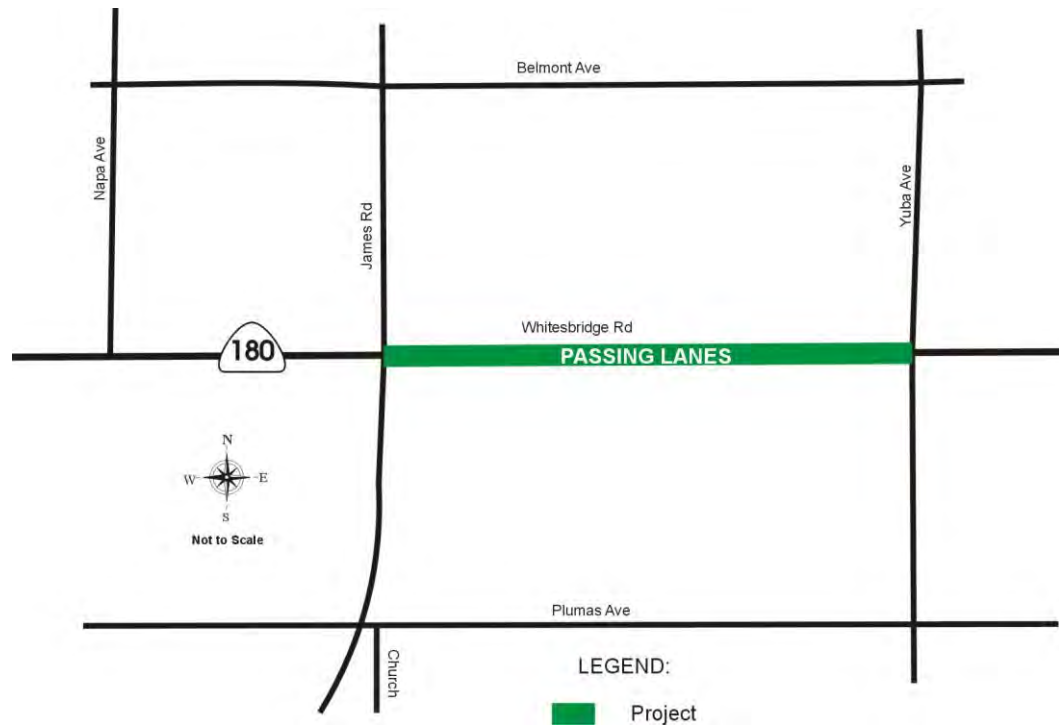 Belmont Ave
Napa Ave
James Rd
Yuba Ave
Whitesbridge Rd
180
PASSING LANES
N
W E
S
Not to Scale
Plumas Ave
Church
LEGEND:
Project